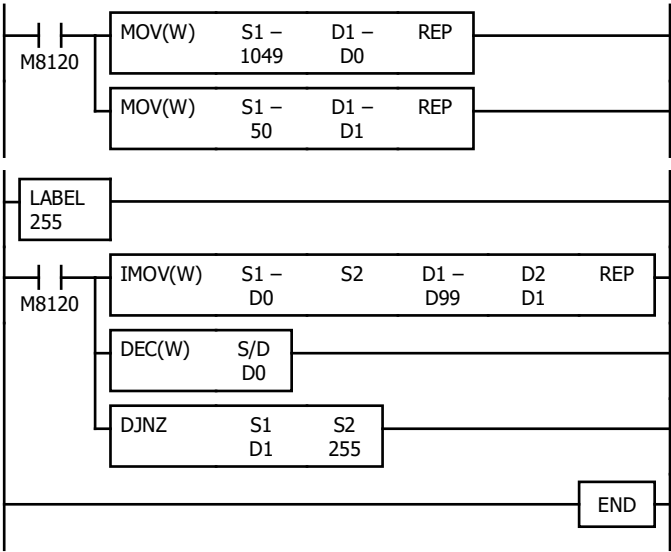 MOV(W) S1 – D1 – REP
M8120 1049 D0
MOV(W) S1 – D1 – REP
50 D1
LABEL
255
IMOV(W) S1 – S2 D1 – D2 REP
M8120 D0 D99 D1
DEC(W) S/D
D0
DJNZ S1 S2
D1 255
END